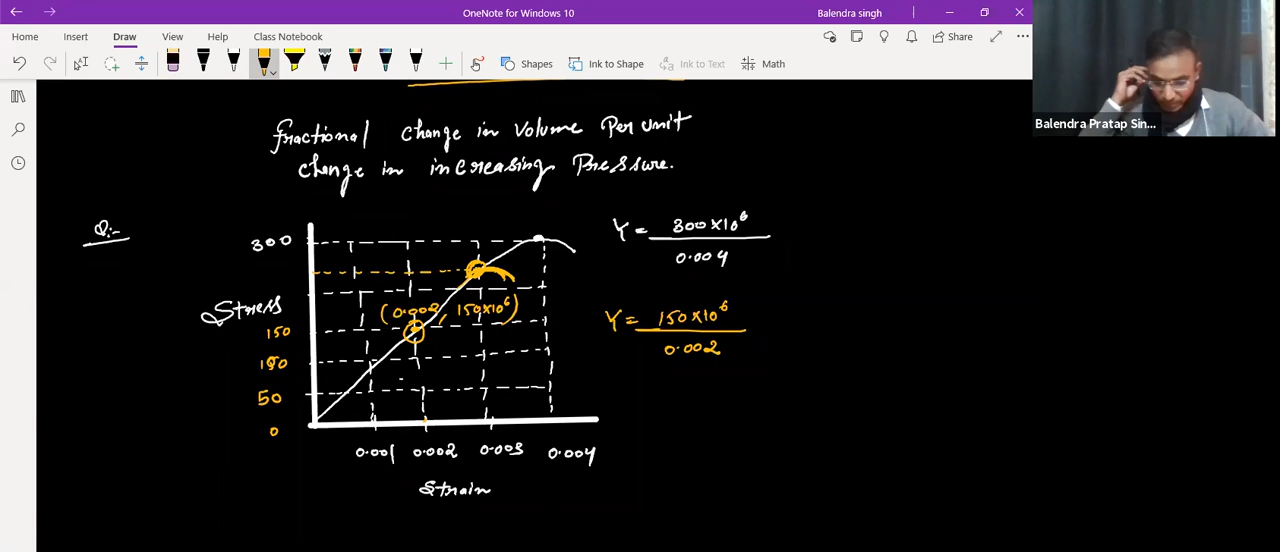 OneNote for Windows 10
Balendra singh
Home Insert Draw View Help Class Notebook
Share
Shapes Ink to Shape Ink to Text Math
Balendra Pratap Sin...
fractional change in volume Per unit
change in increasing Pressure.
Q:-
300
Stress
150
100
50
0
(0.002, 150×10⁶)
0.001 0.002 0.003 0.004
Strain
Y = 300×10⁶
0.004
Y = 150×10⁶
0.002